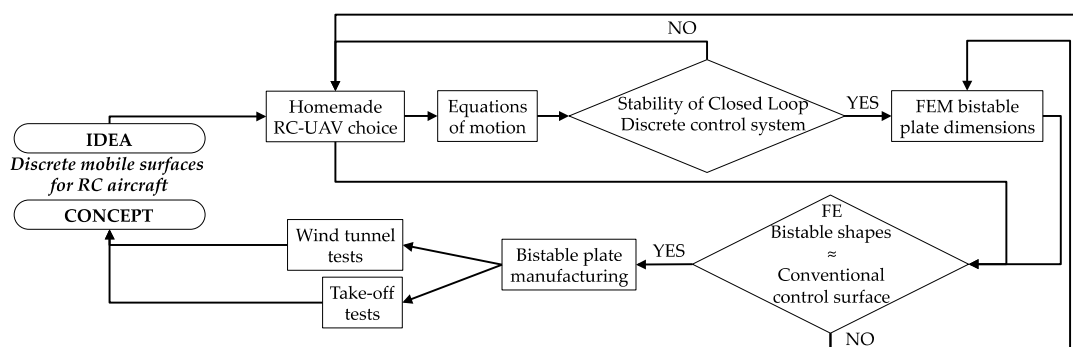 NO
Homemade
RC-UAV choice
Equations
of motion
Stability of Closed Loop
Discrete control system
YES
FEM bistable
plate dimensions
IDEA
Discrete mobile surfaces
for RC aircraft
CONCEPT
Wind tunnel
tests
Take-off
tests
Bistable plate
manufacturing
YES
FE
Bistable shapes
≈
Conventional
control surface
NO